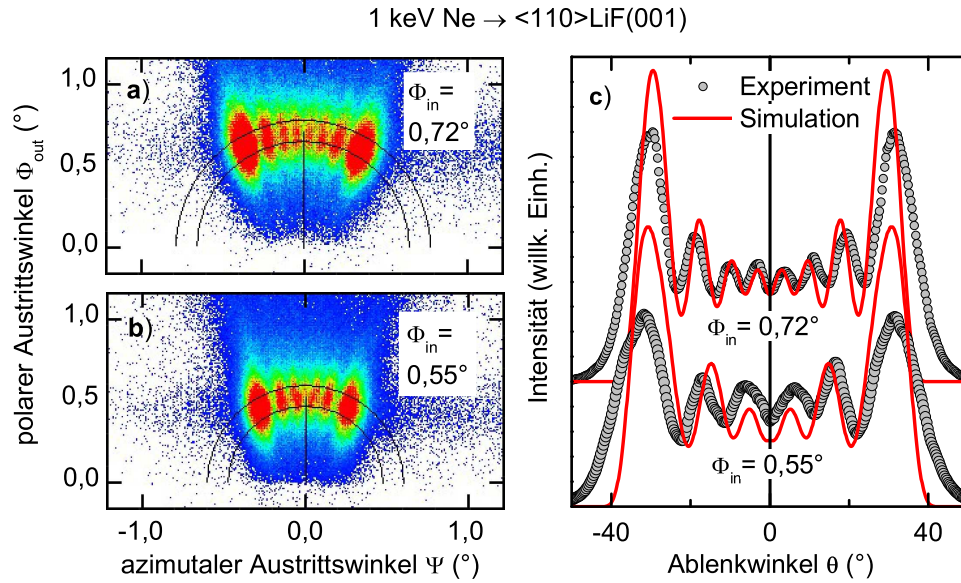 1 keV Ne → <110>LiF(001)
a)
Φin=
0,72°
1,0
0,5
0,0
b)
Φin=
0,55°
1,0
0,5
0,0
polarer Austrittswinkel Φout (°)
-1,0
0,0
1,0
azimutaler Austrittswinkel Ψ (°)
c)
Experiment
Simulation
Φin = 0,72°
Φin = 0,55°
Intensität (willk. Einh.)
-40
0
40
Ablenkwinkel θ (°)